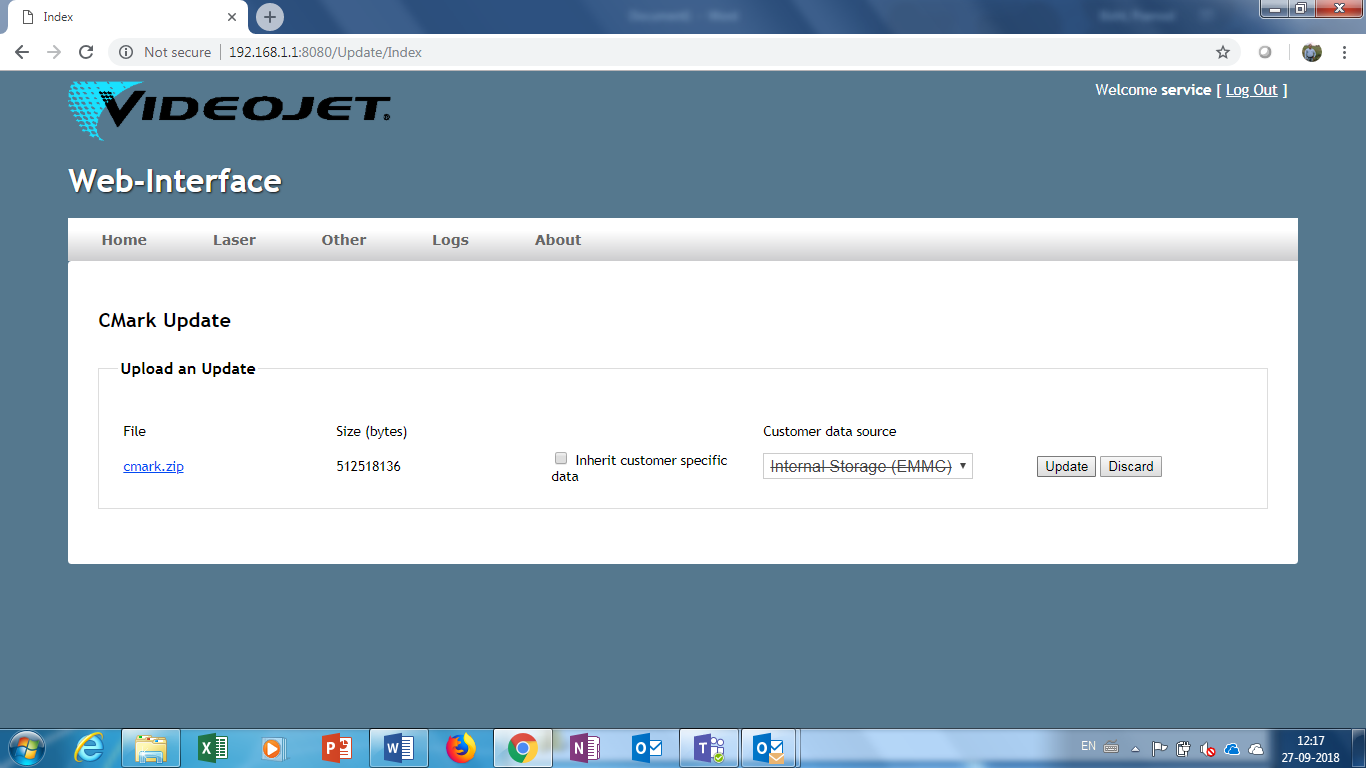 Index
Not secure
192.168.1.1:8080/Update/Index
VIDEOJET
Welcome service [ Log Out ]
Web-Interface
Home Laser Other Logs About
CMark Update
Upload an Update
File Size (bytes) Customer data source
cmark.zip 512518136 Inherit customer specific data Internal Storage (EMMC) Update Discard
EN
12:17
27-09-2018